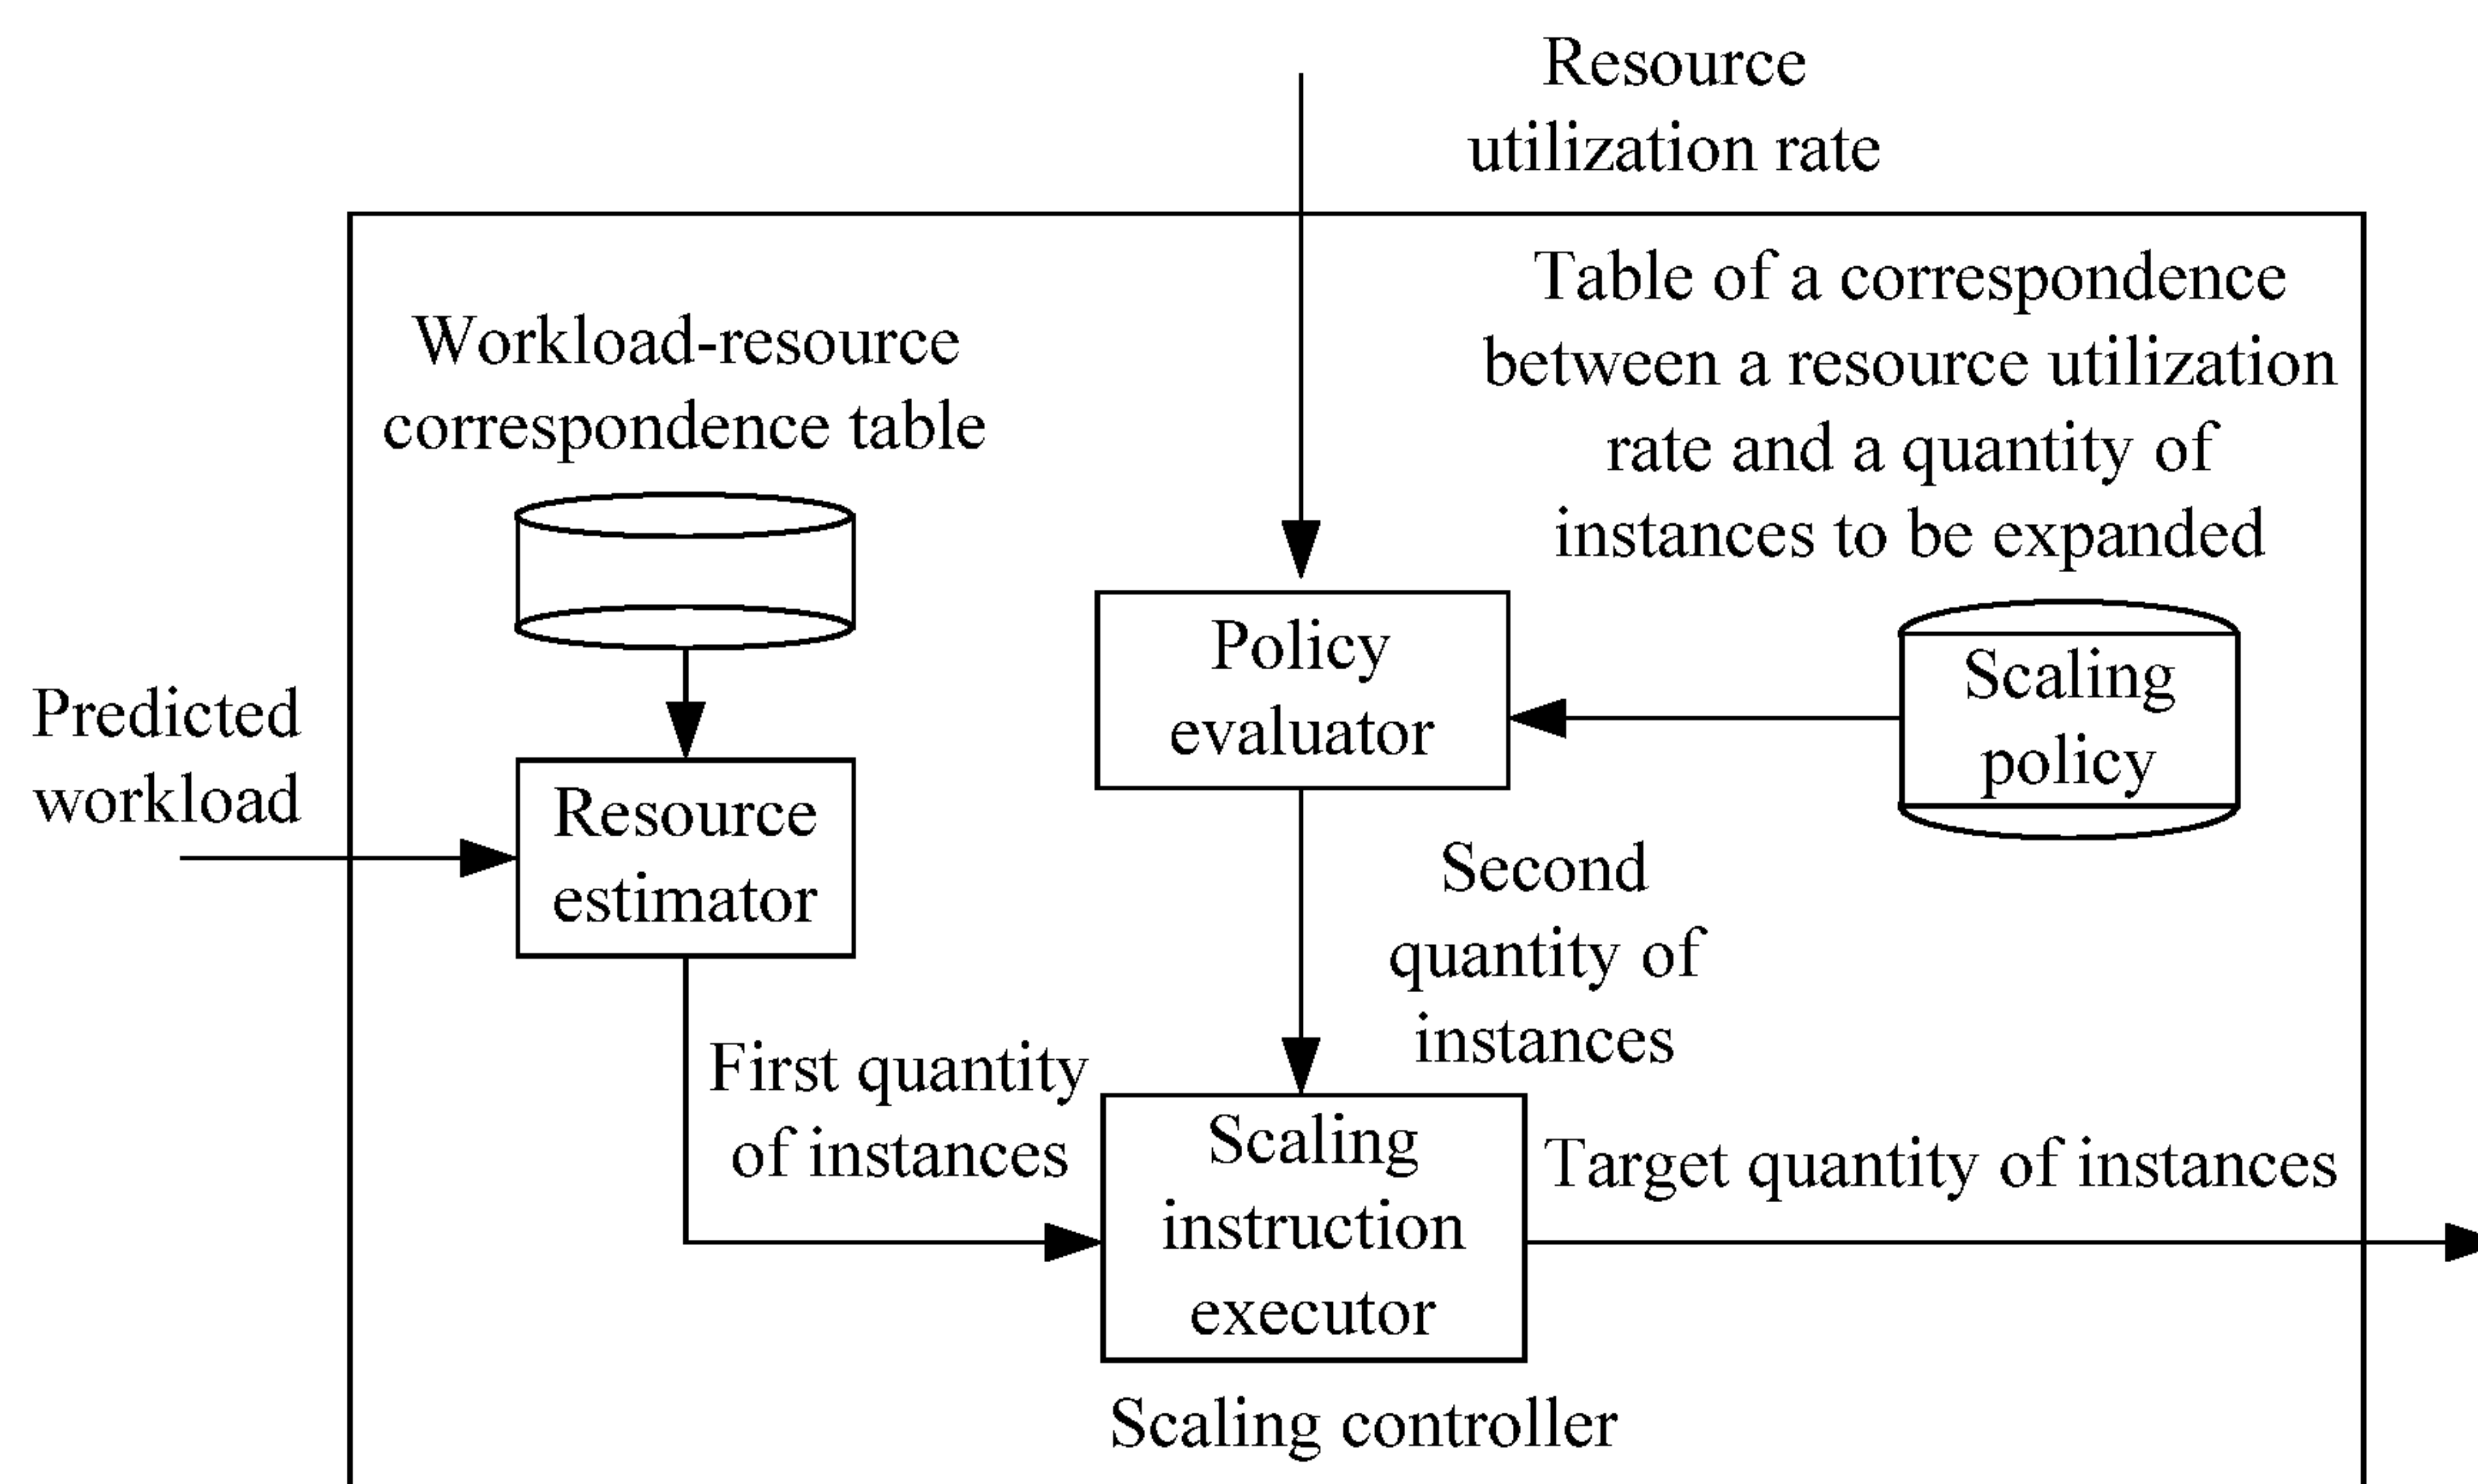 Resource
utilization rate
Table of a correspondence
between a resource utilization
rate and a quantity of
instances to be expanded
Workload-resource
correspondence table
Policy
evaluator
Scaling
policy
Predicted
workload
Resource
estimator
Second
quantity of
instances
First quantity
of instances
Scaling
instruction
executor
Target quantity of instances
Scaling controller